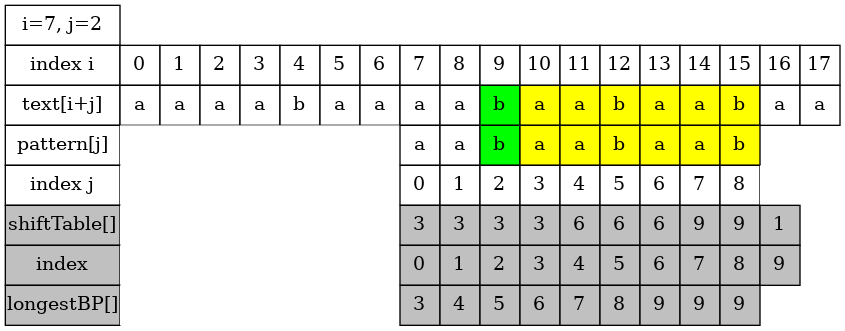 i=7, j=2
index i 0 1 2 3 4 5 6 7 8 9 10 11 12 13 14 15 16 17
text[i+j] a a a a b a a a a b a a b a a b a a
pattern[j] a a b a a b a a b
index j 0 1 2 3 4 5 6 7 8
shiftTable[] 3 3 3 3 6 6 6 9 9 1
index 0 1 2 3 4 5 6 7 8 9
longestBP[] 3 4 5 6 7 8 9 9 9